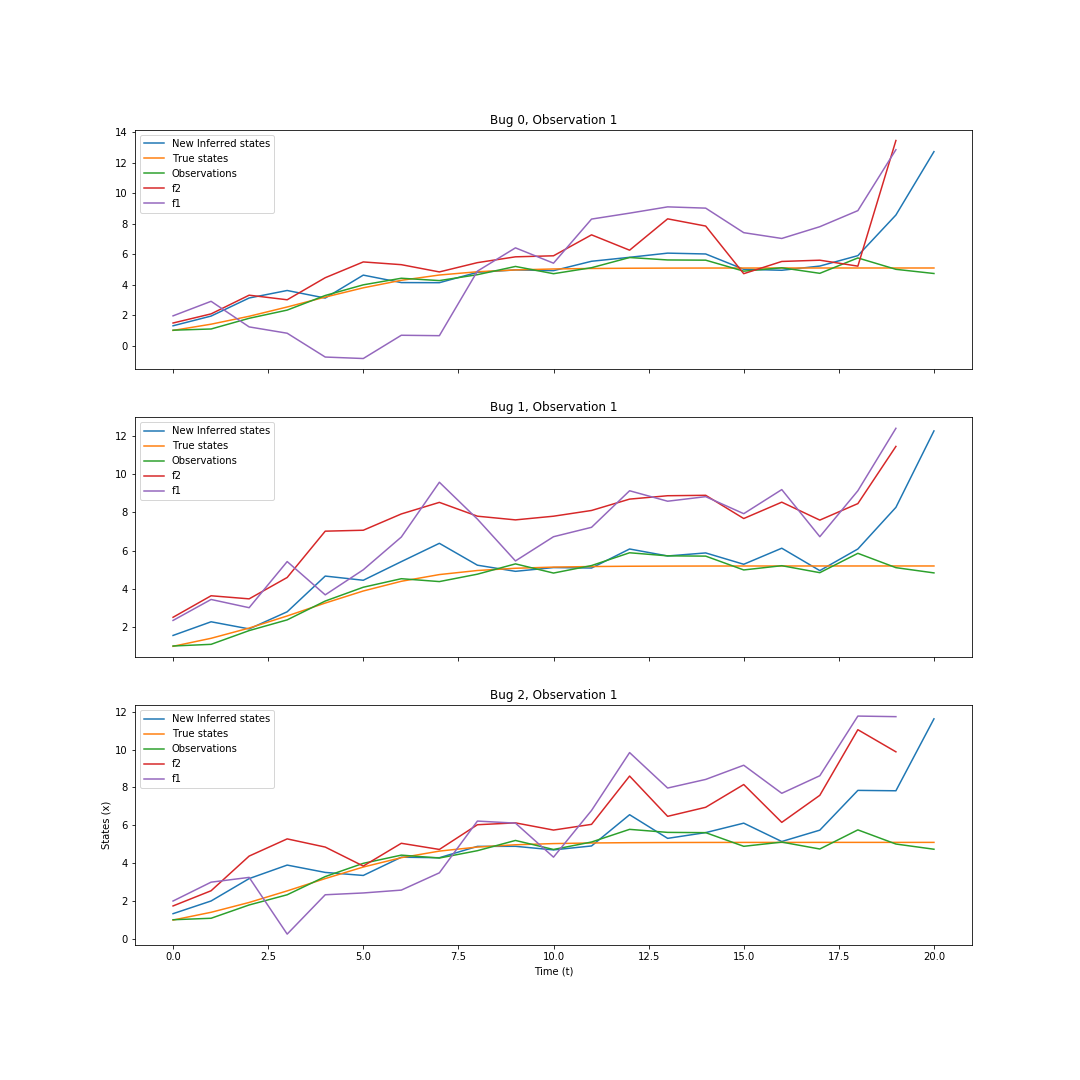 Bug 0, Observation 1
14
12
10
8
6
4
2
0
New Inferred states
True states
Observations
f2
f1
Bug 1, Observation 1
12
10
8
6
4
2
New Inferred states
True states
Observations
f2
f1
Bug 2, Observation 1
12
10
8
6
4
2
0
States (x)
New Inferred states
True states
Observations
f2
f1
0.0 2.5 5.0 7.5 10.0 12.5 15.0 17.5 20.0
Time (t)